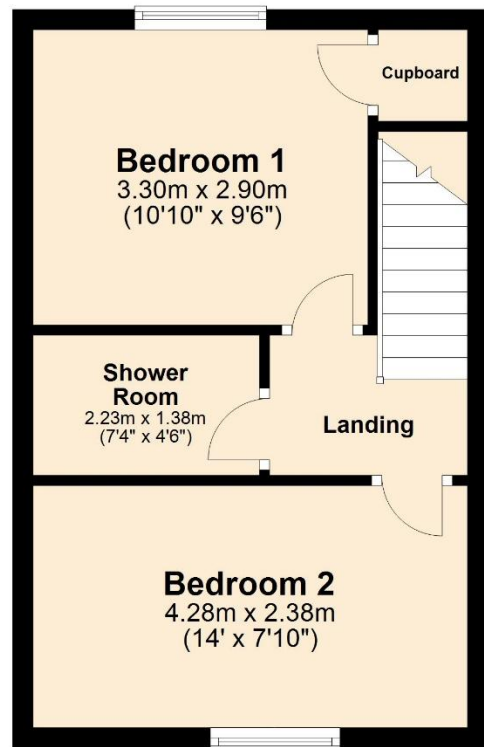 Cupboard
Bedroom 1
3.30m x 2.90m
(10'10" x 9'6")
Shower
Room
2.23m x 1.38m
(7'4" x 4'6")
Landing
Bedroom 2
4.28m x 2.38m
(14' x 7'10")